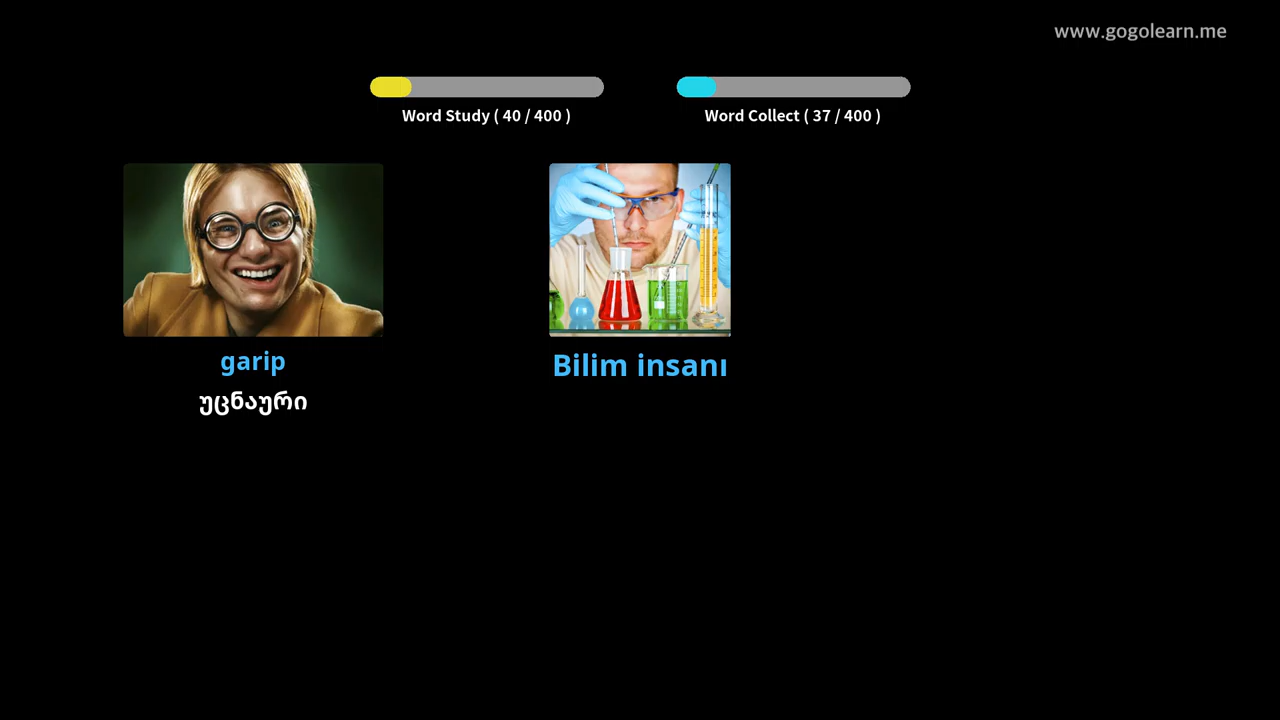 www.gogolearn.me
Word Study ( 40 / 400 )
Word Collect ( 37 / 400 )
garip
უცნაური
Bilim insanı